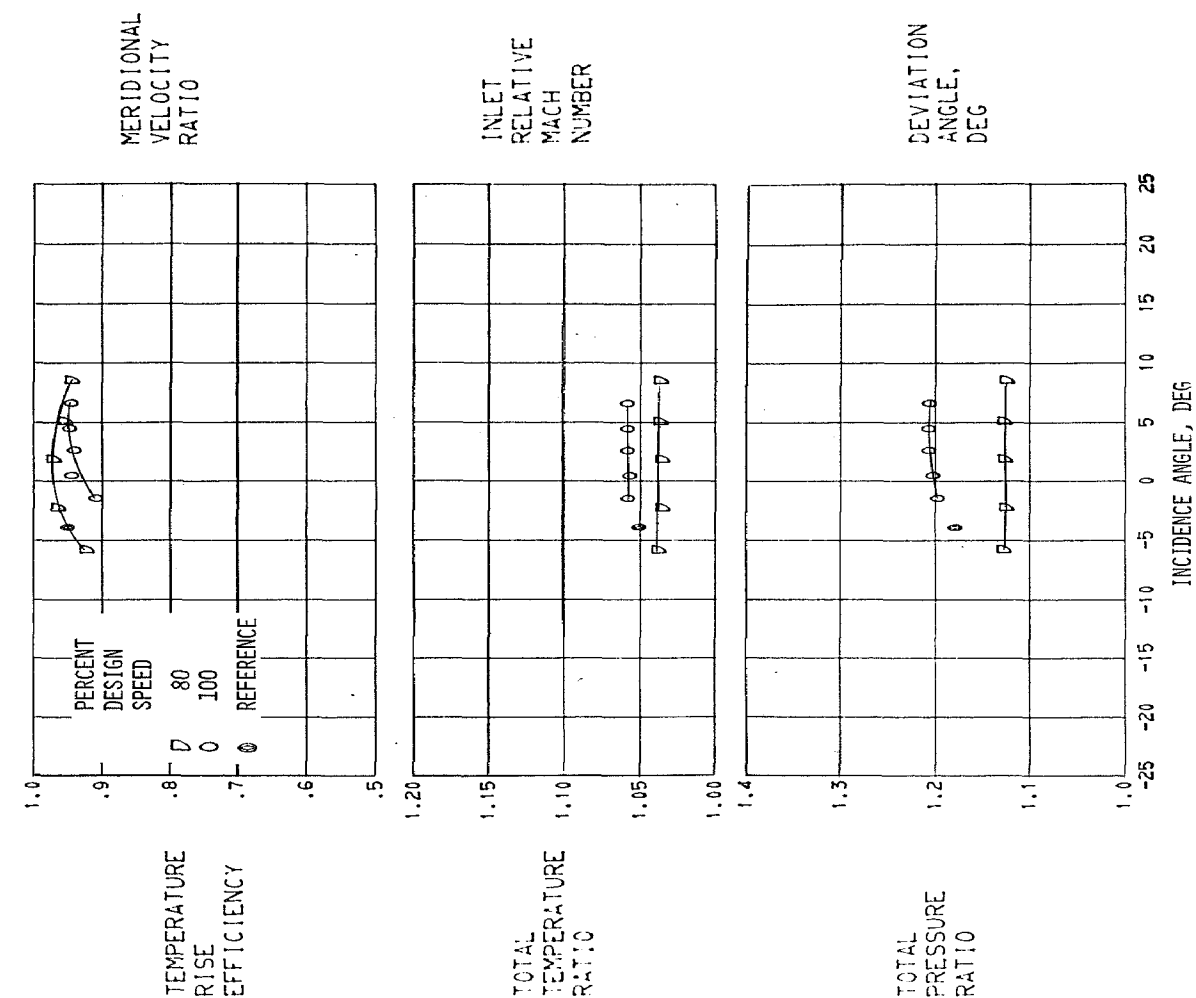 TEMPERATURE
RISE
EFFICIENCY
1.0
.9
.8
.7
.6
.5
PERCENT
DESIGN
SPEED
80
100
REFERENCE
MERIDIONAL
VELOCITY
RATIO
TOTAL
TEMPERATURE
RATIO
1.20
1.15
1.10
1.05
1.00
INLET
RELATIVE
MACH
NUMBER
TOTAL
PRESSURE
RATIO
1.4
1.3
1.2
1.1
1.0
DEVIATION
ANGLE,
DEG
-25 -20 -15 -10 -5 0 5 10 15 20 25
INCIDENCE ANGLE, DEG